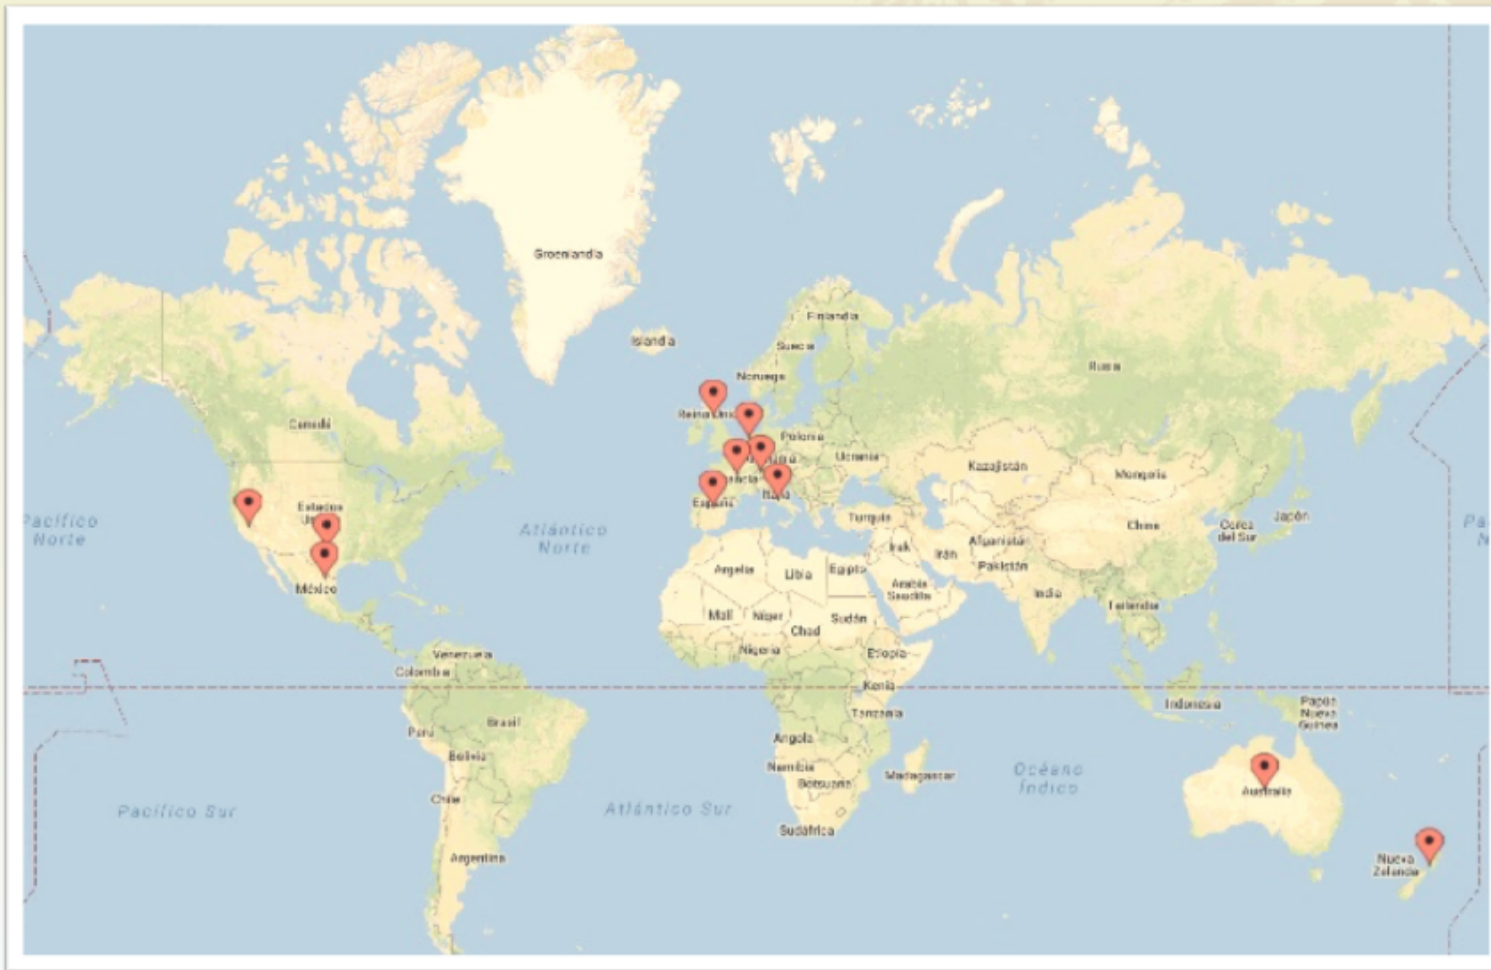 Groenlandia
Finlandia
Islandia
Suecia
Rusia
Noruega
Canadá
Polonia
Ucrania
Kazajistán
Mongolia
Estados
España
Italia
Turquía
China
Corea
del Sur
Japón
Pacífico
Norte
Atlántico
Norte
Irak
Irán
Afganistán
Pakistán
Argelia
Libia
Egipto
Arabia
Saudita
México
India
Tailandia
Malí
Níger
Chad
Sudán
Nigeria
Etiopía
Venezuela
Colombia
Kenia
Indonesia
Papúa
Nueva
Guinea
Tanzania
Brasil
Perú
Angola
Bolivia
Namibia
Botsuana
Madagascar
Océano
Índico
Australia
Chile
Pacífico Sur
Atlántico Sur
Sudáfrica
Argentina
Nueva
Zelanda